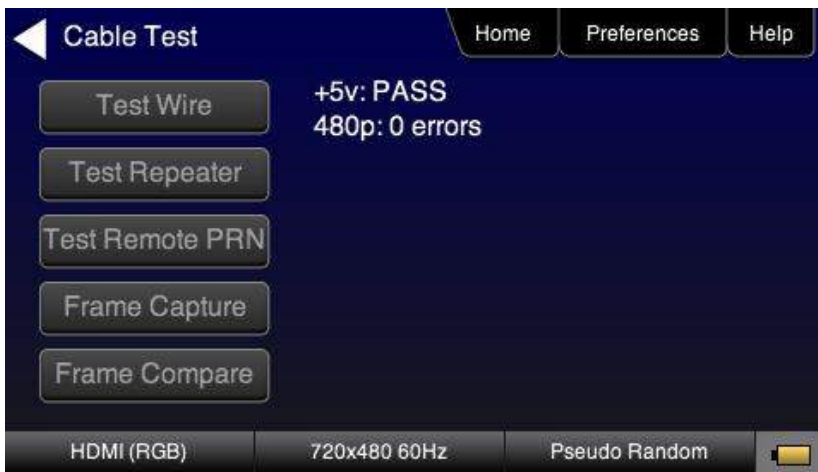 Cable Test
Home
Preferences
Help
Test Wire
+5v: PASS
480p: 0 errors
Test Repeater
Test Remote PRN
Frame Capture
Frame Compare
HDMI (RGB)
720x480 60Hz
Pseudo Random